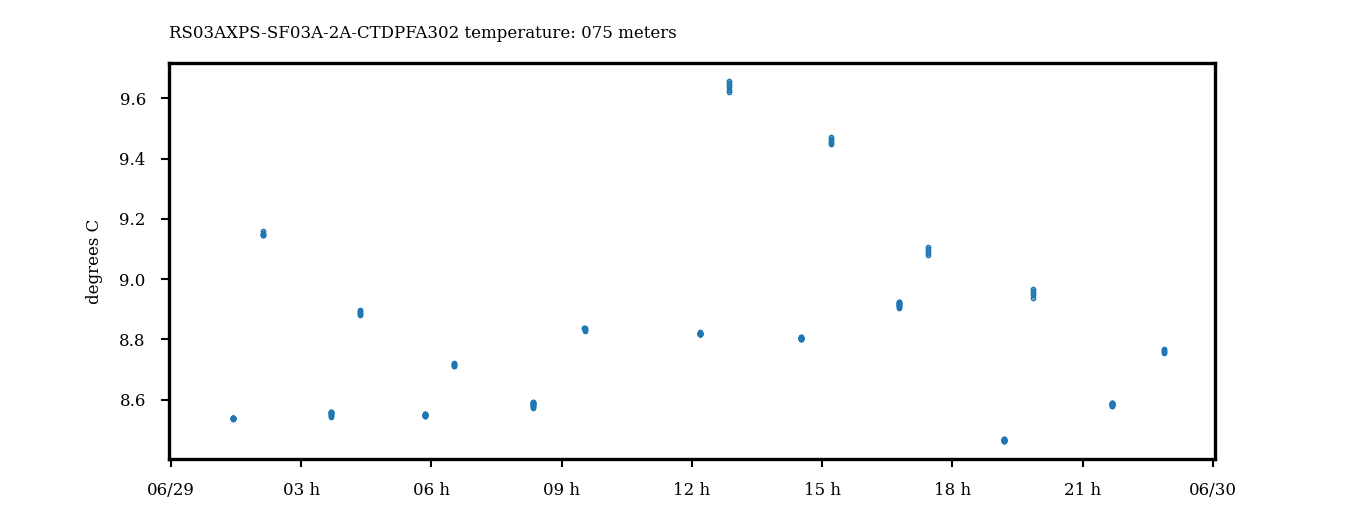 RS03AXPS-SF03A-2A-CTDPFA302 temperature: 075 meters
degrees C
9.6
9.4
9.2
9.0
8.8
8.6
06/29
03 h
06 h
09 h
12 h
15 h
18 h
21 h
06/30